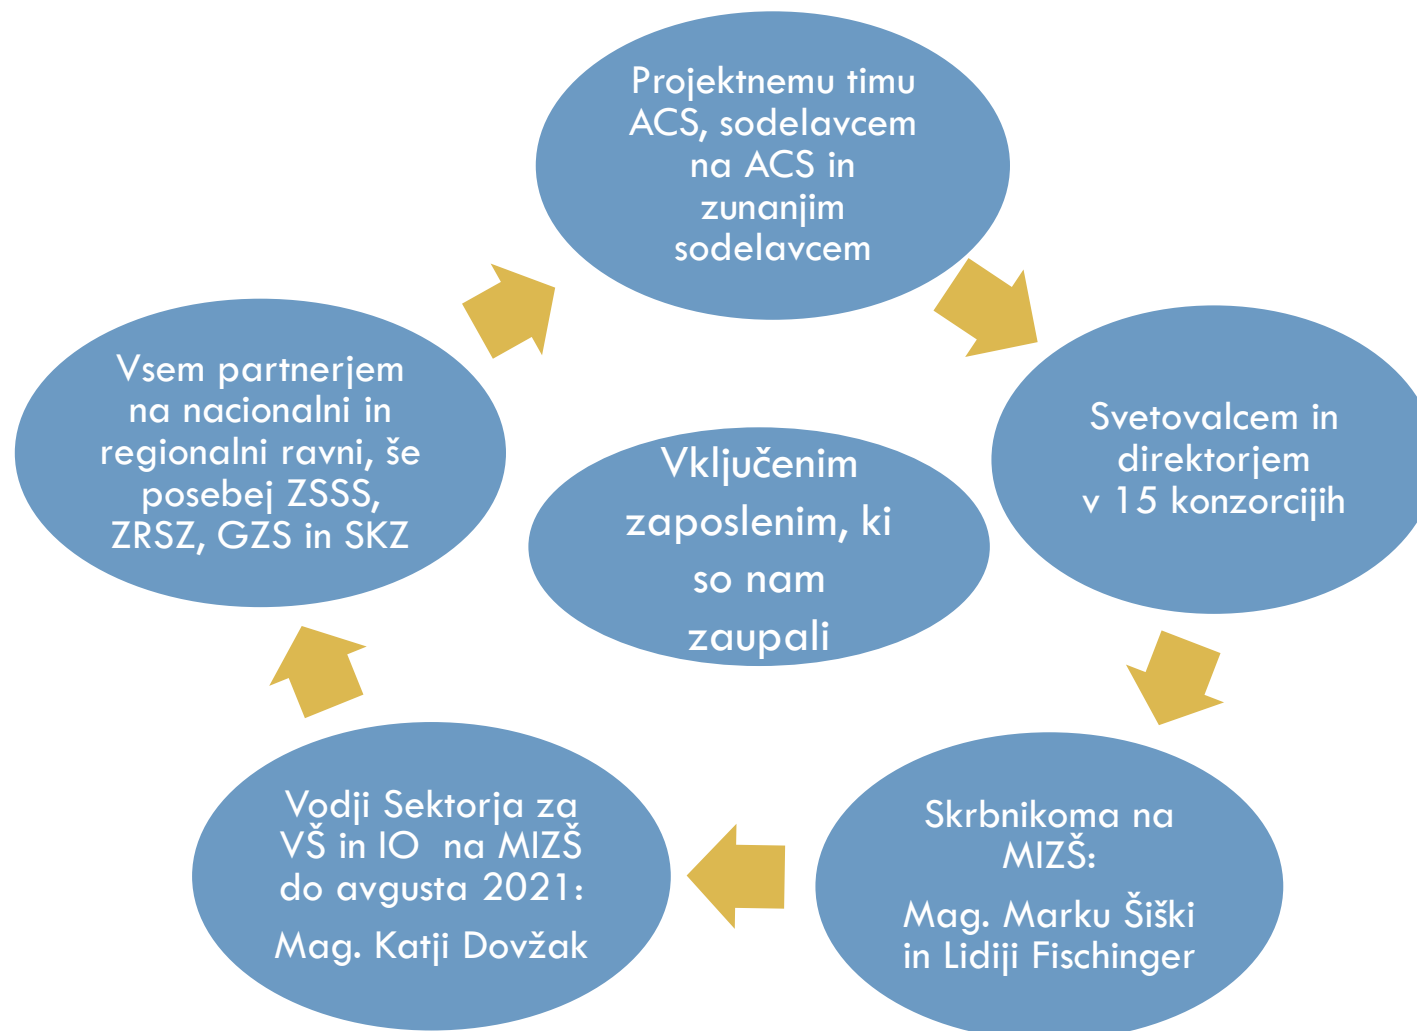 Projektnemu timu
ACS, sodelavcem
na ACS in
zunanjim
sodelavcem
Svetovalcem in
direktorjem
v 15 konzorcijih
Skrbnikoma na
MIZŠ:
Mag. Marku Šiški
in Lidiji Fischinger
Vodji Sektorja za
VŠ in IO na MIZŠ
do avgusta 2021:
Mag. Katji Dovžak
Vsem partnerjem
na nacionalni in
regionalni ravni, še
posebej ZSSS,
ZRSZ, GZS in SKZ
Vključenim
zaposlenim, ki
so nam
zaupali